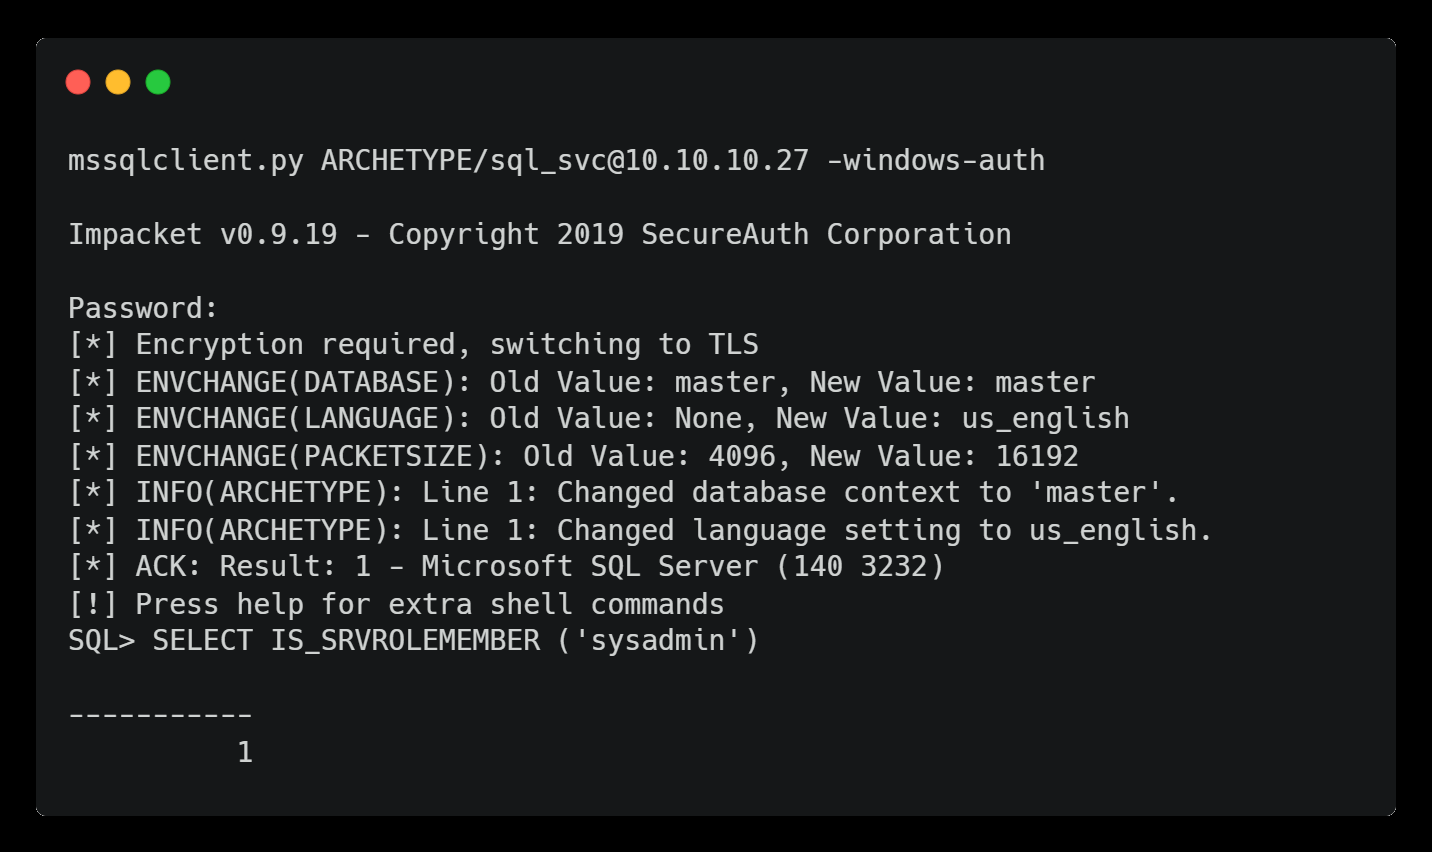 mssqlclient.py ARCHETYPE/sql_svc@10.10.10.27 -windows-auth
Impacket v0.9.19 - Copyright 2019 SecureAuth Corporation
Password:
[*] Encryption required, switching to TLS
[*] ENVCHANGE(DATABASE): Old Value: master, New Value: master
[*] ENVCHANGE(LANGUAGE): Old Value: None, New Value: us_english
[*] ENVCHANGE(PACKETSIZE): Old Value: 4096, New Value: 16192
[*] INFO(ARCHETYPE): Line 1: Changed database context to 'master'.
[*] INFO(ARCHETYPE): Line 1: Changed language setting to us_english.
[*] ACK: Result: 1 - Microsoft SQL Server (140 3232)
[!] Press help for extra shell commands
SQL> SELECT IS_SRVROLEMEMBER ('sysadmin')
-----------
1